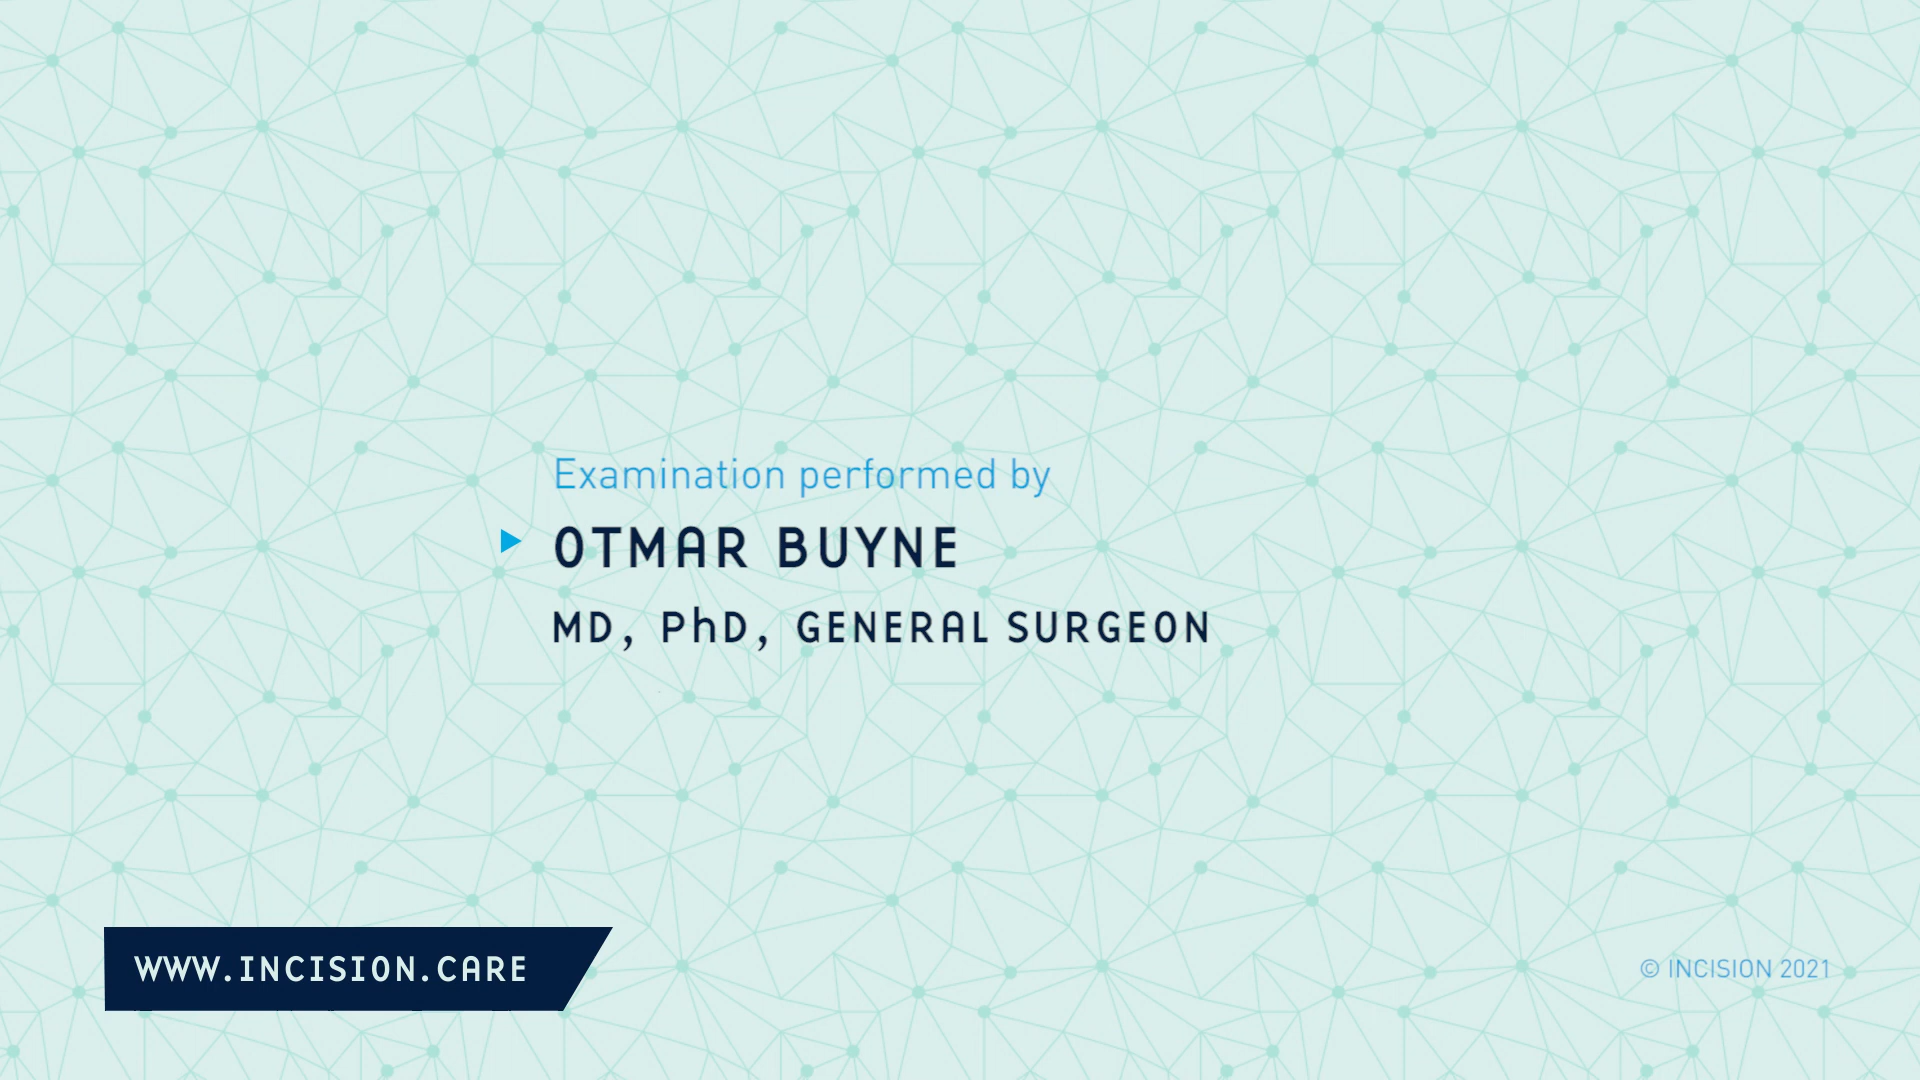 Examination performed by
OTMAR BUYNE
MD, PhD, GENERAL SURGEON
WWW.INCISION.CARE
© INCISION 2021